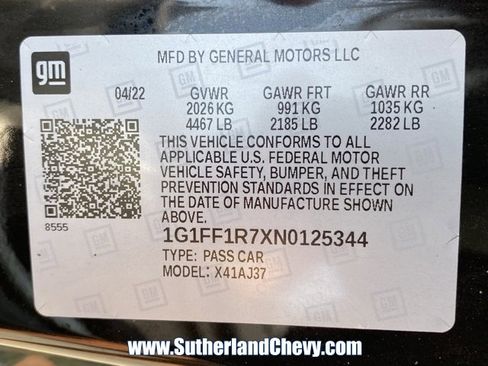 gm
MFD BY GENERAL MOTORS LLC
04/22 GVWR GAWR FRT GAWR RR
2026 KG 991 KG 1035 KG
4467 LB 2185 LB 2282 LB
THIS VEHICLE CONFORMS TO ALL
APPLICABLE U.S. FEDERAL MOTOR
VEHICLE SAFETY, BUMPER, AND THEFT
PREVENTION STANDARDS IN EFFECT ON
THE DATE OF MANUFACTURE SHOWN
ABOVE.
8555
1G1FF1R7XN0125344
TYPE: PASS CAR
MODEL: X41AJ37
www.SutherlandChevy.com